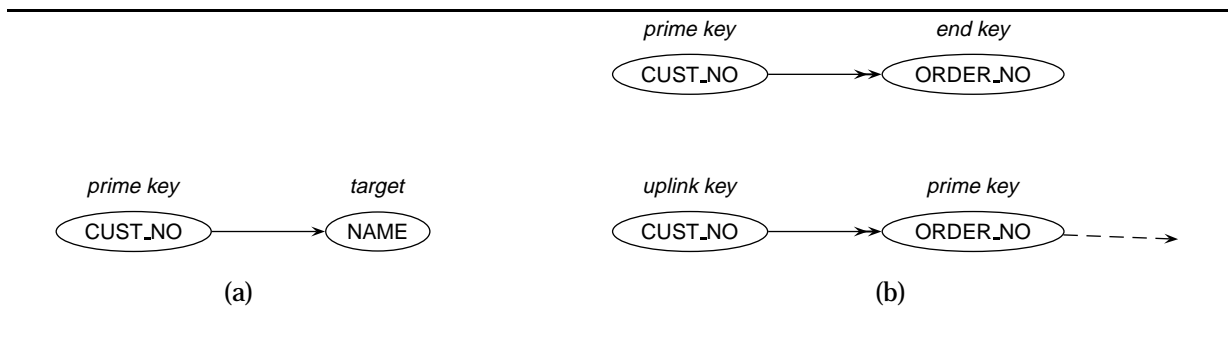 prime key end key
CUST_NO ORDER_NO
prime key target
CUST_NO NAME
(a)
uplink key prime key
CUST_NO ORDER_NO
(b)